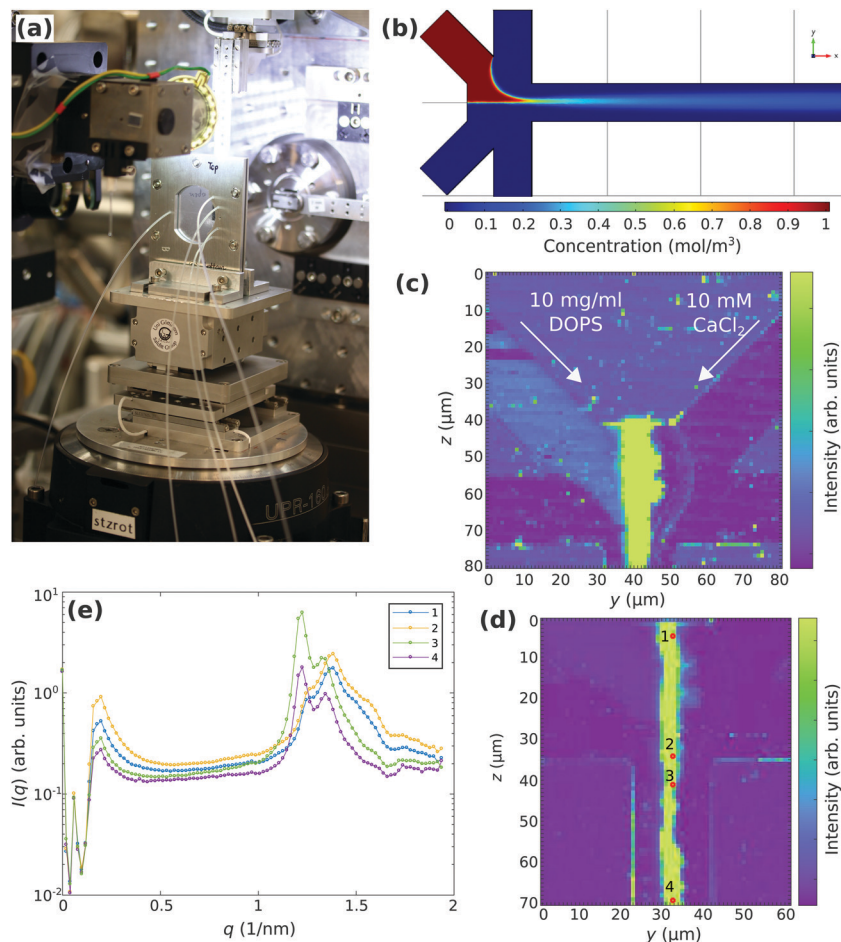 (a)
Top
stzrot
UPR-160
(b)
y
x
0 0.1 0.2 0.3 0.4 0.5 0.6 0.7 0.8 0.9 1
Concentration (mol/m³)
(c)
10 mg/ml
DOPS
10 mM
CaCl₂
0
10
20
30
40
50
60
70
80
z (µm)
0 10 20 30 40 50 60 70 80
y (µm)
Intensity (arb. units)
(d)
1
2
3
4
0
10
20
30
40
50
60
70
z (µm)
0 10 20 30 40 50 60
y (µm)
Intensity (arb. units)
(e)
1
2
3
4
10¹
10⁰
10⁻¹
10⁻²
I(q) (arb. units)
0 0.5 1 1.5 2
q (1/nm)